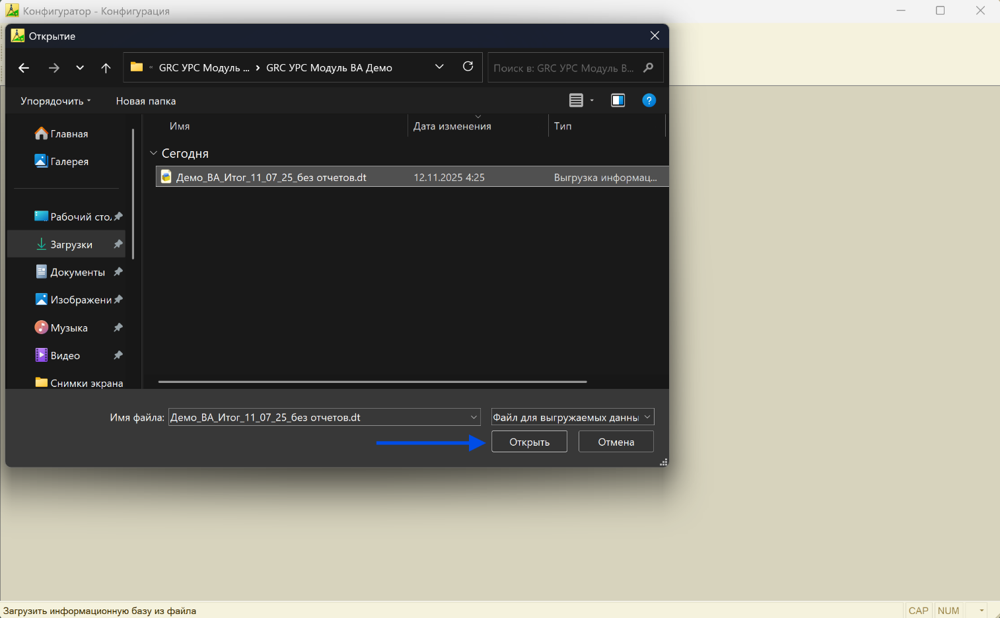 Конфигуратор - Конфигурация
Открытие
« GRC УРС Модуль ... › GRC УРС Модуль ВА Демо
Поиск в: GRC УРС Модуль В...
Упорядочить
Новая папка
?
Имя
Дата изменения
Тип
Главная
Галерея
Сегодня
Демо_ВА_Итог_11_07_25_без отчетов.dt
12.11.2025 4:25
Выгрузка информац...
Рабочий сто.
Загрузки
Документы
Изображени
Музыка
Видео
Снимки экрана
Имя файла:
Демо_ВА_Итог_11_07_25_без отчетов.dt
Файл для выгружаемых данны
Открыть
Отмена
Загрузить информационную базу из файла
CAP
NUM